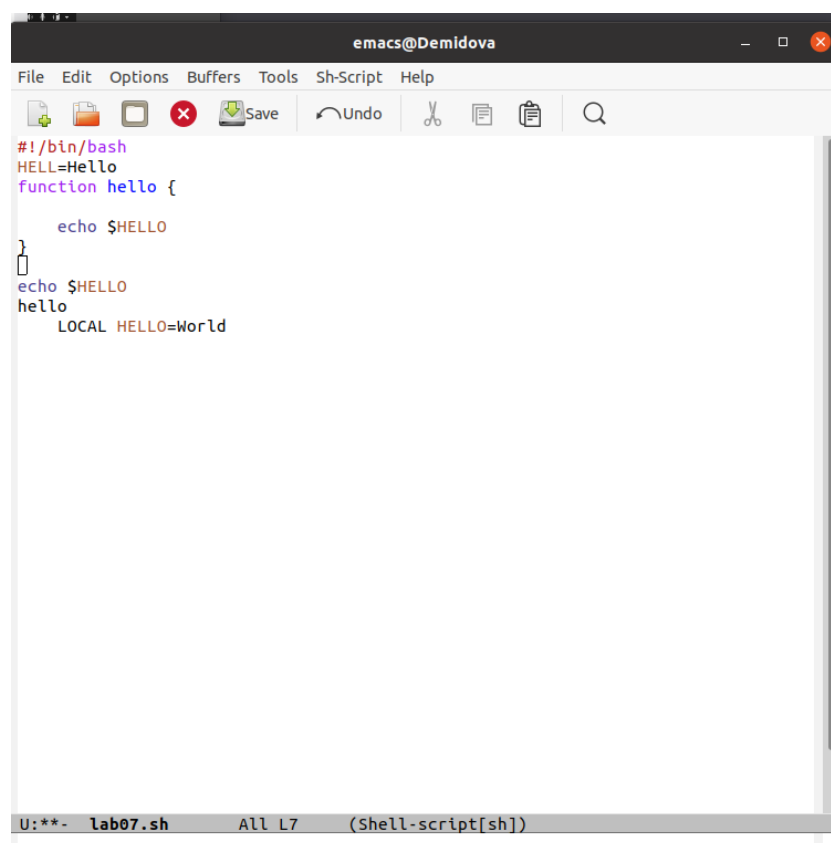 emacs@Demidova
File Edit Options Buffers Tools Sh-Script Help
Save Undo
#!/bin/bash
HELL=Hello
function hello {
echo $HELLO
}
echo $HELLO
hello
LOCAL HELLO=World
U:**- lab07.sh All L7 (Shell-script[sh])